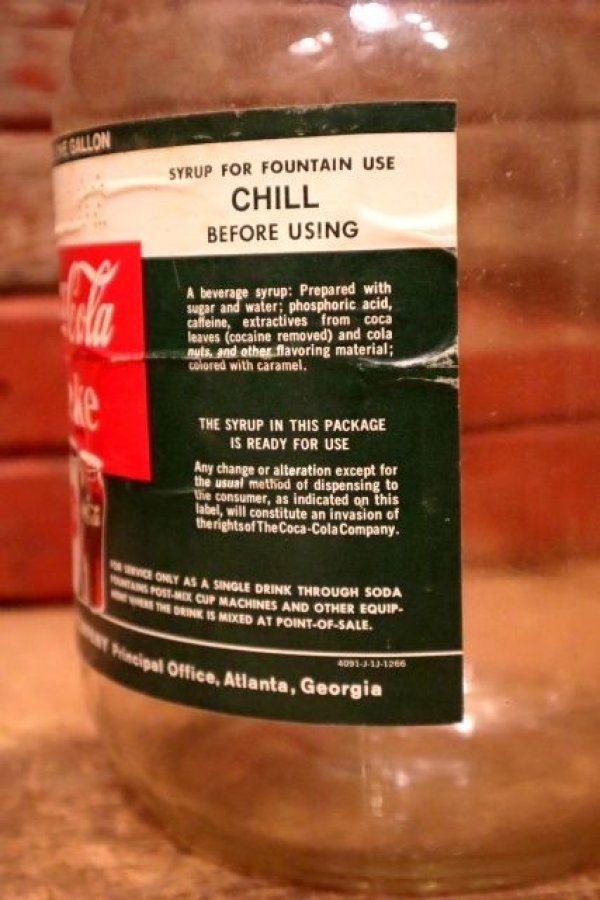 GALLON
SYRUP FOR FOUNTAIN USE
CHILL
BEFORE USING
Cola
ke
A beverage syrup: Prepared with
sugar and water; phosphoric acid,
caffeine, extractives from coca
leaves (cocaine removed) and cola
nuts, and other flavoring material;
colored with caramel.
THE SYRUP IN THIS PACKAGE
IS READY FOR USE
Any change or alteration except for
the usual method of dispensing to
the consumer, as indicated on this
label, will constitute an invasion of
the rights of The Coca-Cola Company.
FOR SERVICE ONLY AS A SINGLE DRINK THROUGH SODA
FOUNTAINS POST-MIX CUP MACHINES AND OTHER EQUIP-
MENT WHERE THE DRINK IS MIXED AT POINT-OF-SALE.
4091-J-1J-1266
Principal Office, Atlanta, Georgia